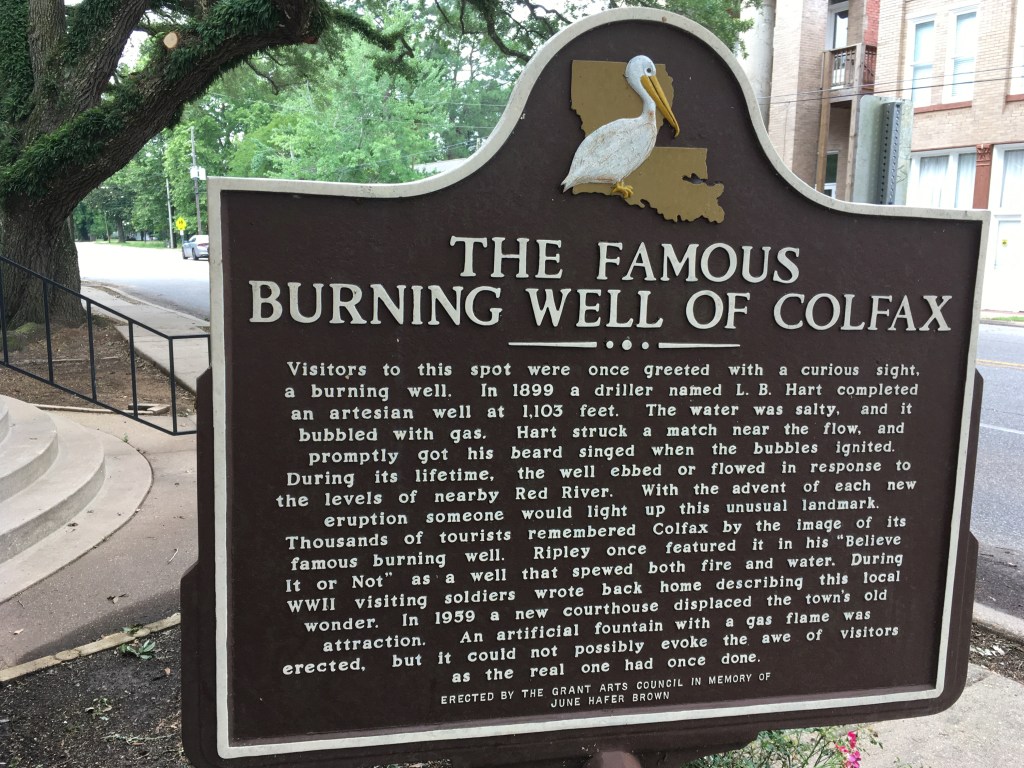 THE FAMOUS
BURNING WELL OF COLFAX
Visitors to this spot were once greeted with a curious sight,
a burning well. In 1899 a driller named L. B. Hart completed
an artesian well at 1,103 feet. The water was salty, and it
bubbled with gas. Hart struck a match near the flow, and
promptly got his beard singed when the bubbles ignited.
During its lifetime, the well ebbed or flowed in response to
the levels of nearby Red River. With the advent of each new
eruption someone would light up this unusual landmark.
Thousands of tourists remembered Colfax by the image of its
famous burning well. Ripley once featured it in his "Believe
It or Not" as a well that spewed both fire and water. During
WWII visiting soldiers wrote back home describing this local
wonder. In 1959 a new courthouse displaced the town's old
attraction. An artificial fountain with a gas flame was
erected, but it could not possibly evoke the awe of visitors
as the real one had once done.
ERECTED BY THE GRANT ARTS COUNCIL IN MEMORY OF
JUNE HAFER BROWN